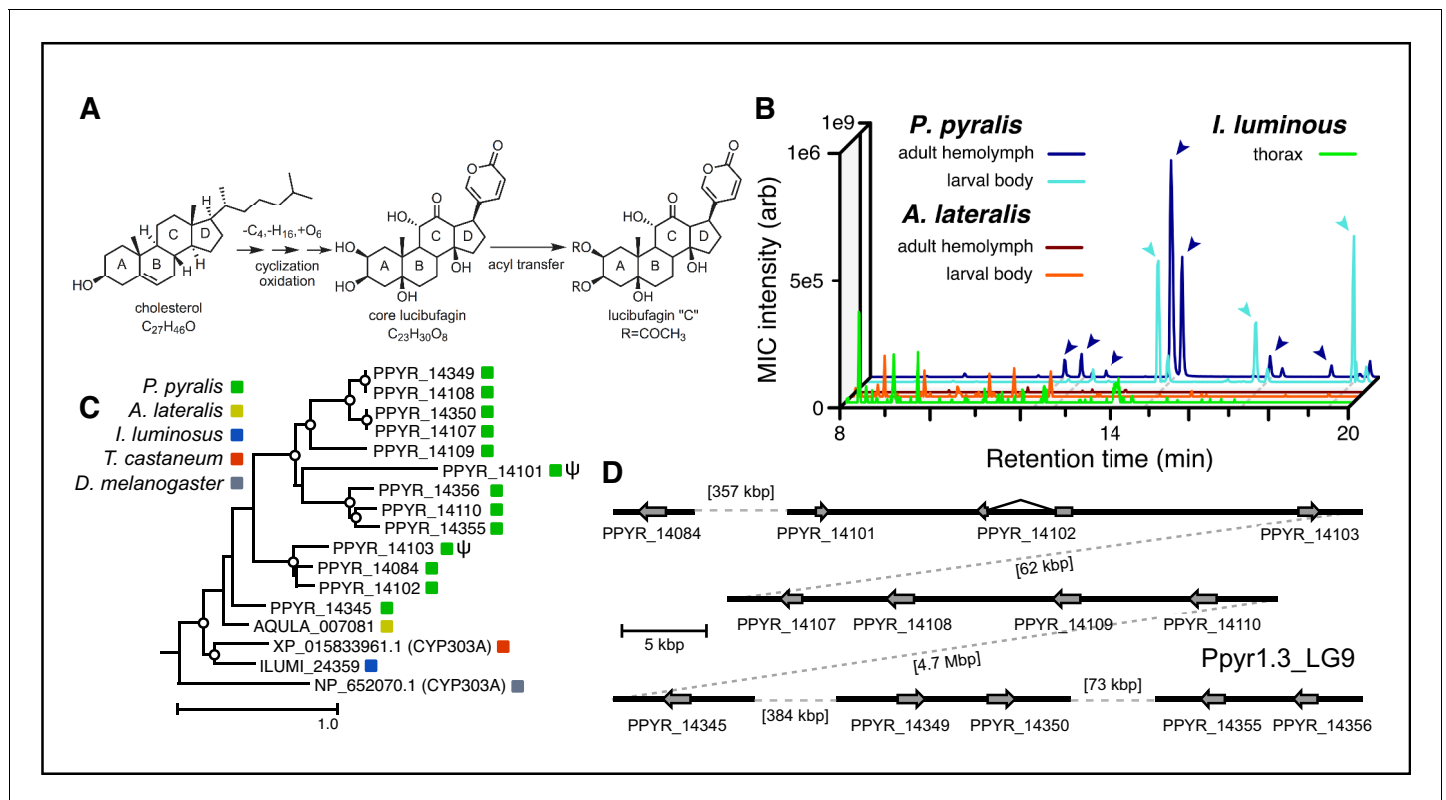 A
cholesterol
C27H46O
HO
A
B
C
D
H
H
H
H
-C4,-H16,+O6
cyclization
oxidation
core lucibufagin
C23H30O8
HO
HO
HO
O
O
O
OH
OH
A
B
C
D
acyl transfer
lucibufagin "C"
R=COCH3
RO
RO
HO
O
O
O
OH
OH
A
B
C
D
B
P. pyralis
adult hemolymph
larval body
A. lateralis
adult hemolymph
larval body
I. luminous
thorax
1e9
1e6
5e5
0
MIC intensity (arb)
8
14
20
Retention time (min)
C
P. pyralis
A. lateralis
I. luminosus
T. castaneum
D. melanogaster
PPYR_14349
PPYR_14108
PPYR_14350
PPYR_14107
PPYR_14109
PPYR_14101 ψ
PPYR_14356
PPYR_14110
PPYR_14355
PPYR_14103 ψ
PPYR_14084
PPYR_14102
PPYR_14345
AQULA_007081
XP_015833961.1 (CYP303A)
ILUMI_24359
NP_652070.1 (CYP303A)
1.0
D
[357 kbp]
PPYR_14084
PPYR_14101
PPYR_14102
PPYR_14103
[62 kbp]
PPYR_14107
PPYR_14108
PPYR_14109
PPYR_14110
5 kbp
[4.7 Mbp]
Ppyr1.3_LG9
PPYR_14345
[384 kbp]
PPYR_14349
PPYR_14350
[73 kbp]
PPYR_14355
PPYR_14356